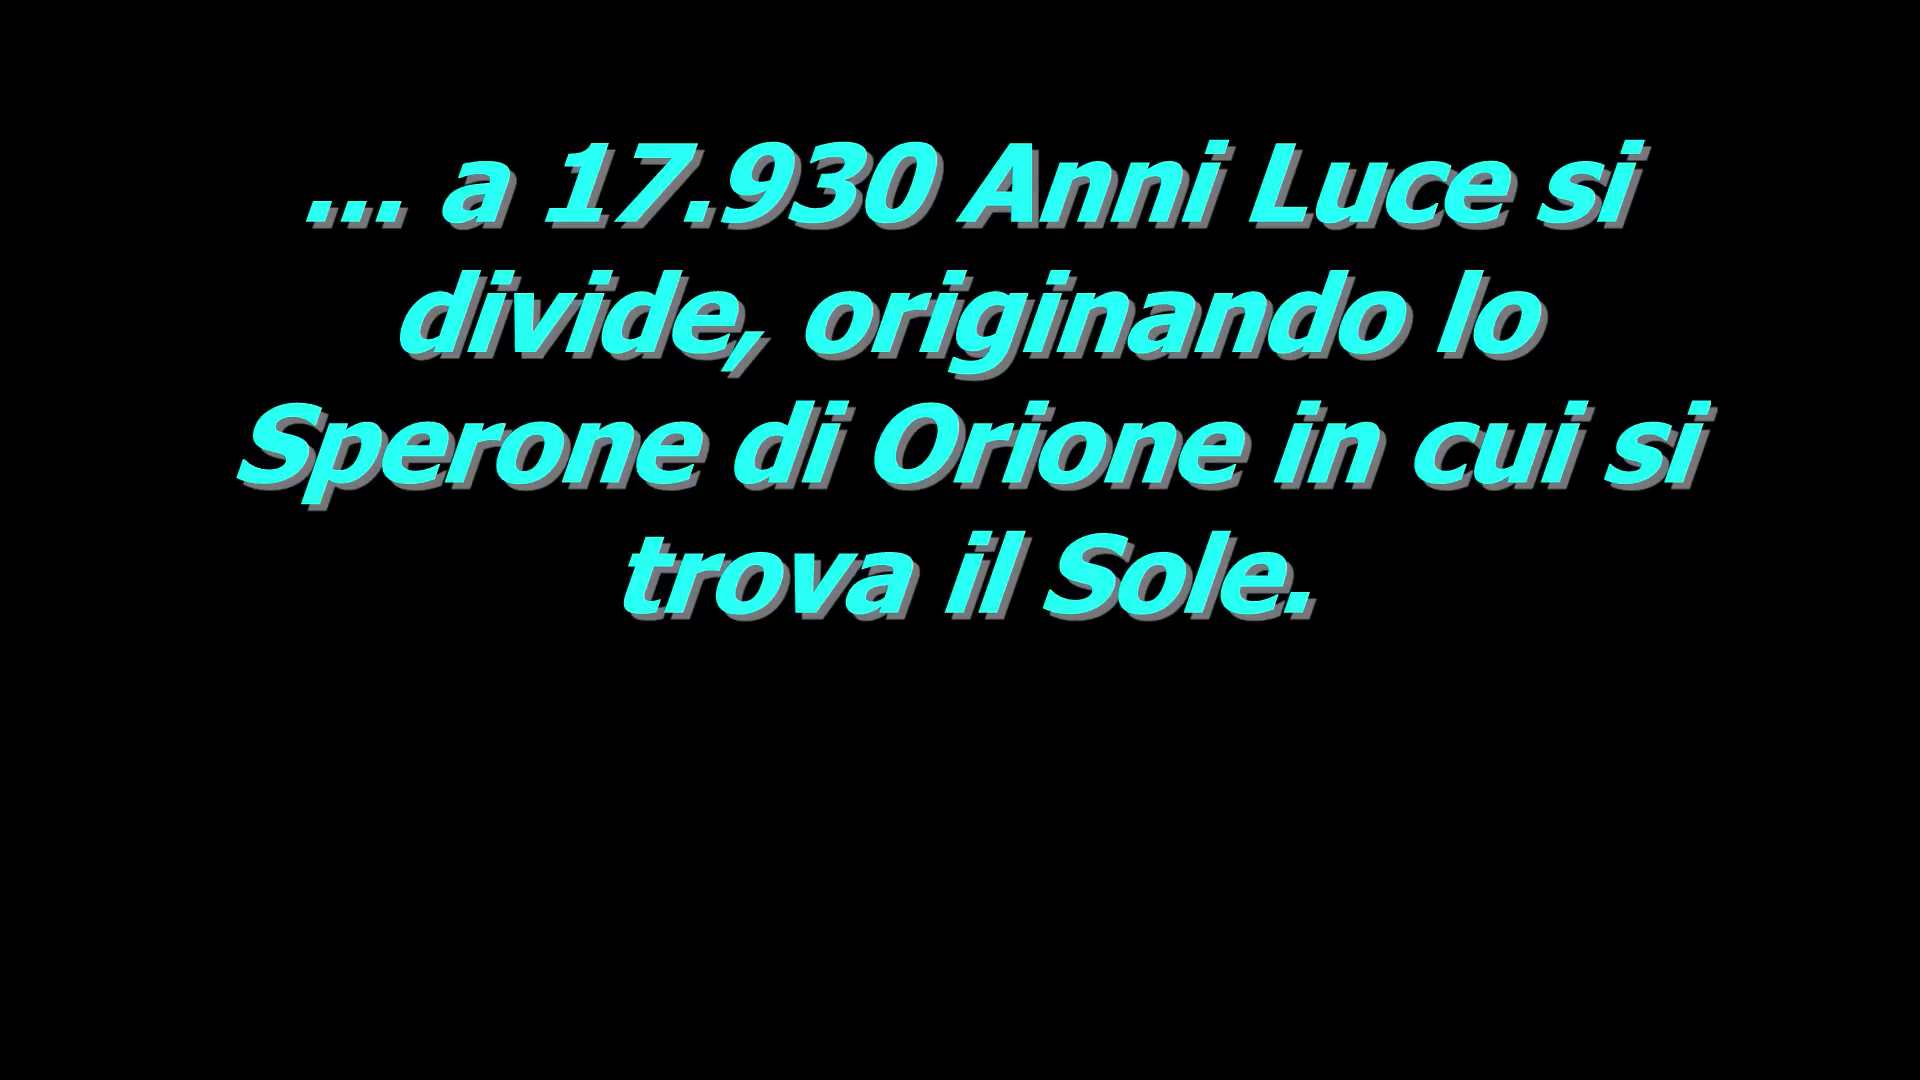 ... a 17.930 Anni Luce si
divide, originando lo
Sperone di Orione in cui si
trova il Sole.